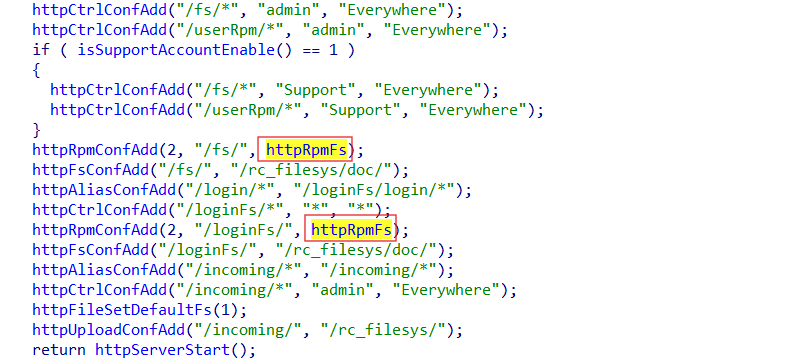 httpCtrlConfAdd("/fs/*", "admin", "Everywhere");
httpCtrlConfAdd("/userRpm/*", "admin", "Everywhere");
if ( isSupportAccountEnable() == 1 )
{
httpCtrlConfAdd("/fs/*", "Support", "Everywhere");
httpCtrlConfAdd("/userRpm/*", "Support", "Everywhere");
}
httpRpmConfAdd(2, "/fs/", httpRpmFs);
httpFsConfAdd("/fs/", "/rc_filesys/doc/");
httpAliasConfAdd("/login/*", "/loginFs/login/*");
httpCtrlConfAdd("/loginFs/*", "*", "*");
httpRpmConfAdd(2, "/loginFs/", httpRpmFs);
httpFsConfAdd("/loginFs/", "/rc_filesys/doc/");
httpAliasConfAdd("/incoming/*", "/incoming/*");
httpCtrlConfAdd("/incoming/*", "admin", "Everywhere");
httpFileSetDefaultFs(1);
httpUploadConfAdd("/incoming/", "/rc_filesys/");
return httpServerStart();